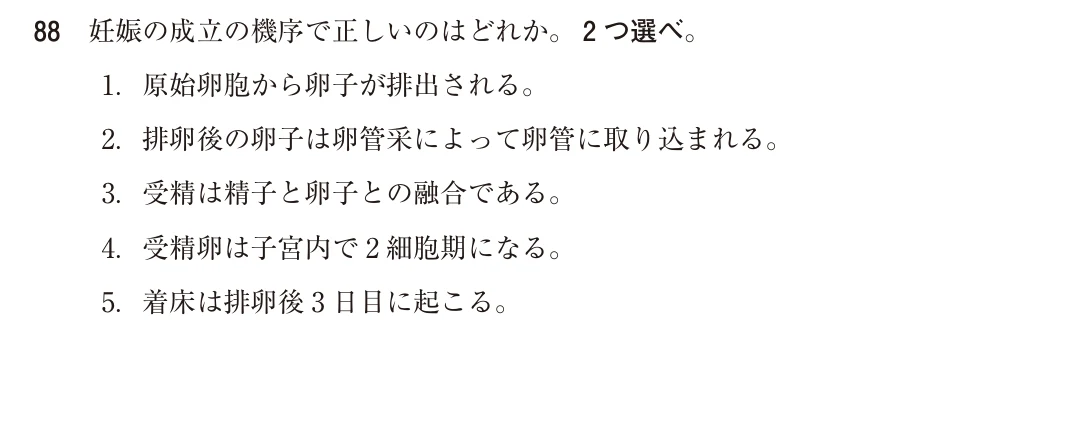 88 妊娠の成立の機序で正しいのはどれか。2つ選べ。
1. 原始卵胞から卵子が排出される。
2. 排卵後の卵子は卵管采によって卵管に取り込まれる。
3. 受精は精子と卵子との融合である。
4. 受精卵は子宮内で2細胞期になる。
5. 着床は排卵後3日目に起こる。